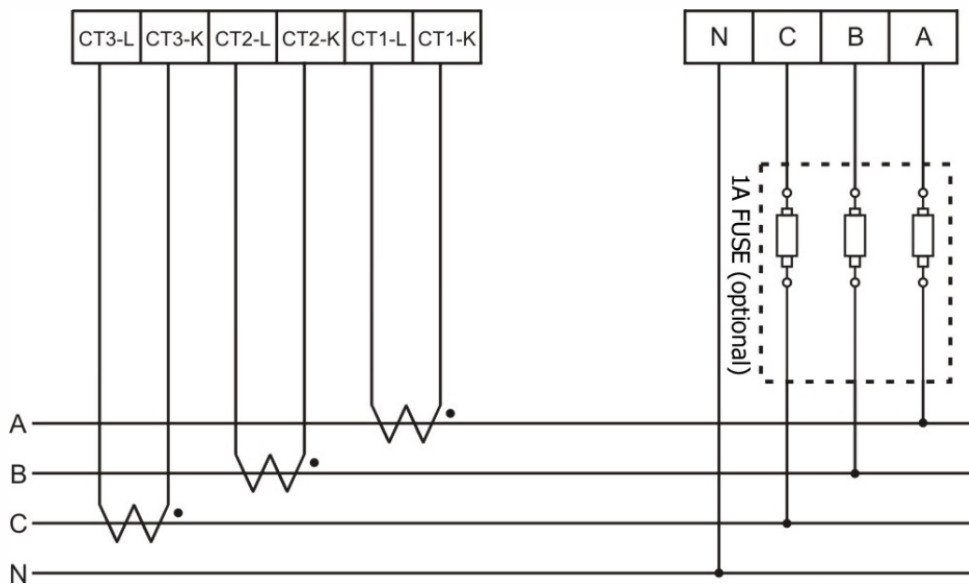 CT3-L CT3-K CT2-L CT2-K CT1-L CT1-K
N C B A
1A FUSE (optional)
A
B
C
N